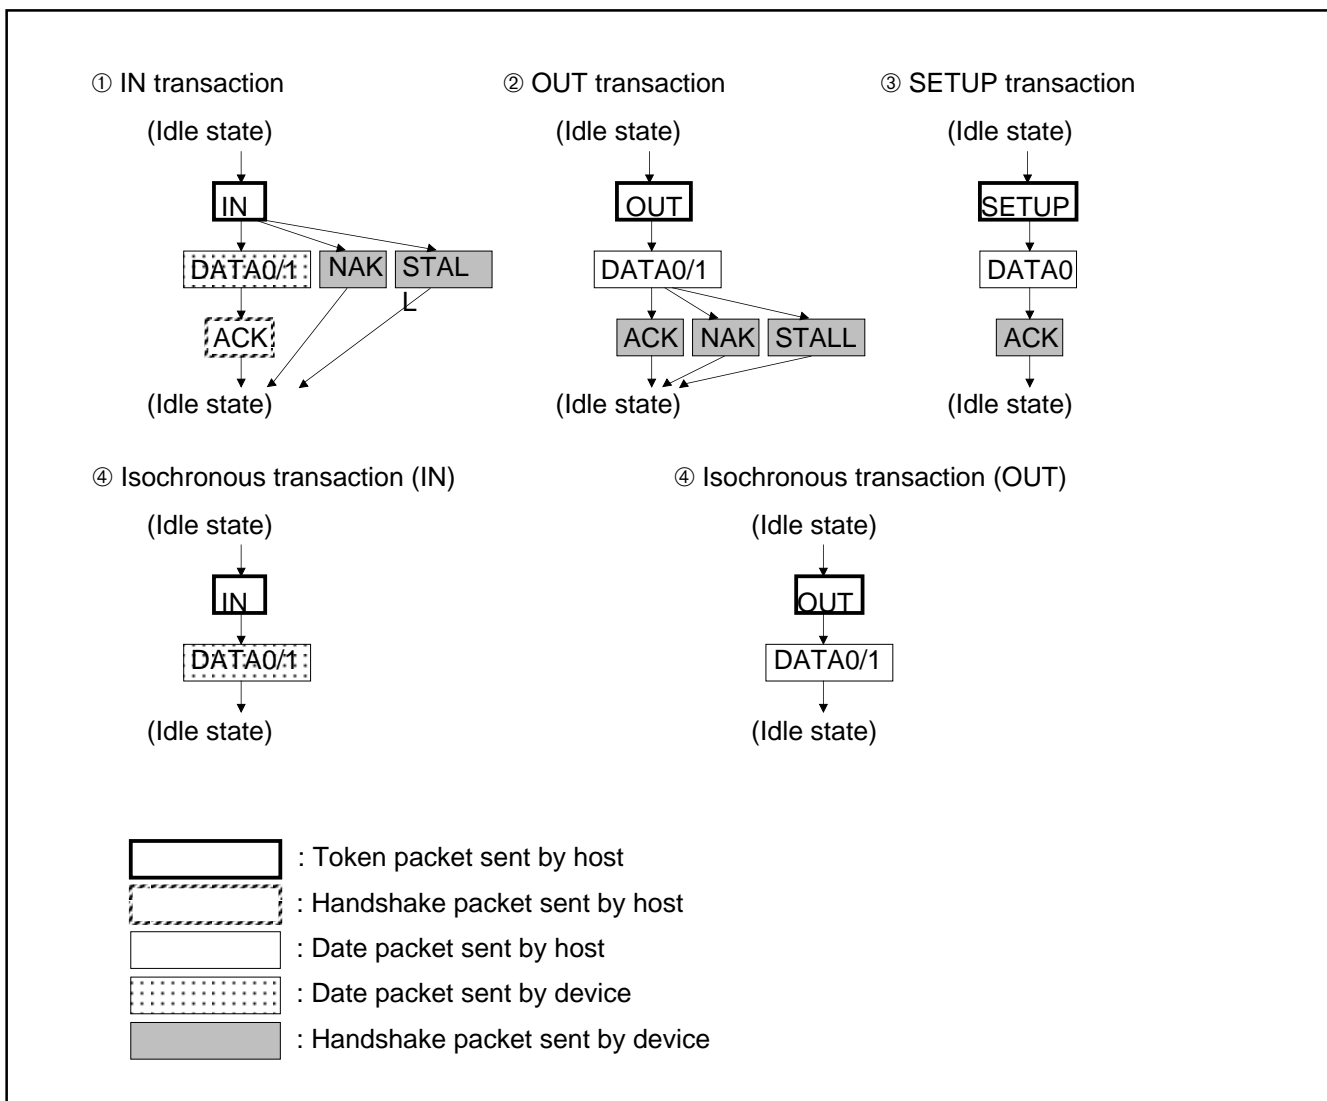 ① IN transaction
② OUT transaction
③ SETUP transaction
(Idle state)
(Idle state)
(Idle state)
IN
OUT
SETUP
DATA0/1
NAK
STAL
L
DATA0/1
DATA0
ACK
ACK
NAK
STALL
ACK
(Idle state)
(Idle state)
(Idle state)
④ Isochronous transaction (IN)
④ Isochronous transaction (OUT)
(Idle state)
(Idle state)
IN
OUT
DATA0/1
DATA0/1
(Idle state)
(Idle state)
: Token packet sent by host
: Handshake packet sent by host
: Date packet sent by host
: Date packet sent by device
: Handshake packet sent by device